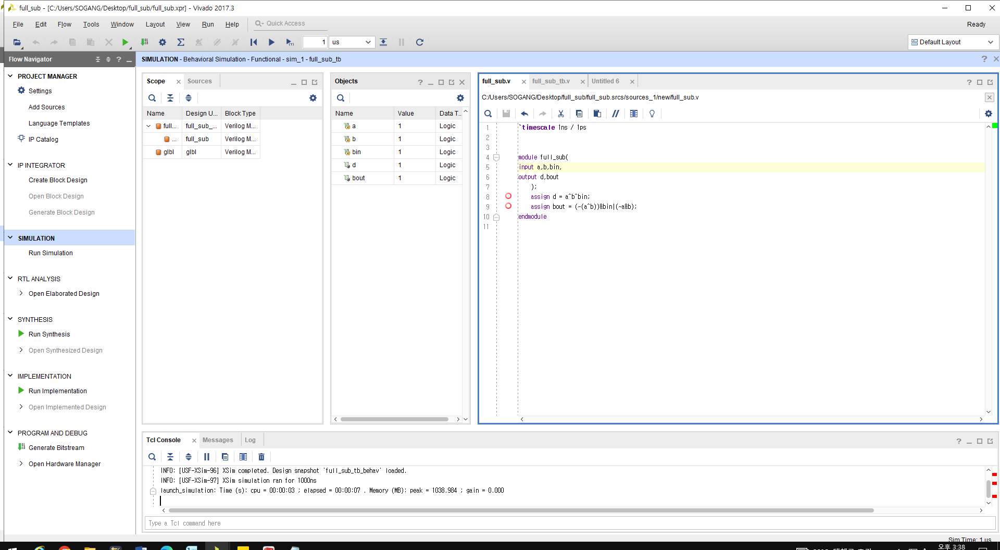 full_sub - [C:/Users/SOGANG/Desktop/full_sub/full_sub.xpr] - Vivado 2017.3
File Edit Flow Tools Window Layout View Run Help Quick Access Ready
1 us Default Layout
Flow Navigator
SIMULATION - Behavioral Simulation - Functional - sim_1 - full_sub_tb
PROJECT MANAGER
Settings
Add Sources
Language Templates
IP Catalog
IP INTEGRATOR
Create Block Design
Open Block Design
Generate Block Design
SIMULATION
Run Simulation
RTL ANALYSIS
Open Elaborated Design
SYNTHESIS
Run Synthesis
Open Synthesized Design
IMPLEMENTATION
Run Implementation
Open Implemented Design
PROGRAM AND DEBUG
Generate Bitstream
Open Hardware Manager
Scope Sources
Name Design U... Block Type
full... full_sub_... Verilog M...
... full_sub Verilog M...
glbl glbl Verilog M...
Objects
Name Value Data T..
a 1 Logic
b 1 Logic
bin 1 Logic
d 1 Logic
bout 1 Logic
full_sub.v full_sub_tb.v Untitled 6
C:/Users/SOGANG/Desktop/full_sub/full_sub.srcs/sources_1/new/full_sub.v
1 `timescale 1ns / 1ps
2
3
4 module full_sub(
5 input a,b,bin,
6 output d,bout
7 );
8 assign d = a^b^bin;
9 assign bout = (~(a^b))&bin|(~a&b);
10 endmodule
11
Tcl Console Messages Log
INFO: [USF-XSim-96] XSim completed. Design snapshot 'full_sub_tb_behav' loaded.
INFO: [USF-XSim-97] XSim simulation ran for 1000ns
launch_simulation: Time (s): cpu = 00:00:03 ; elapsed = 00:00:07 . Memory (MB): peak = 1038.984 ; gain = 0.000
Type a Tcl command here
Sim Time: 1 us
오후 3:38